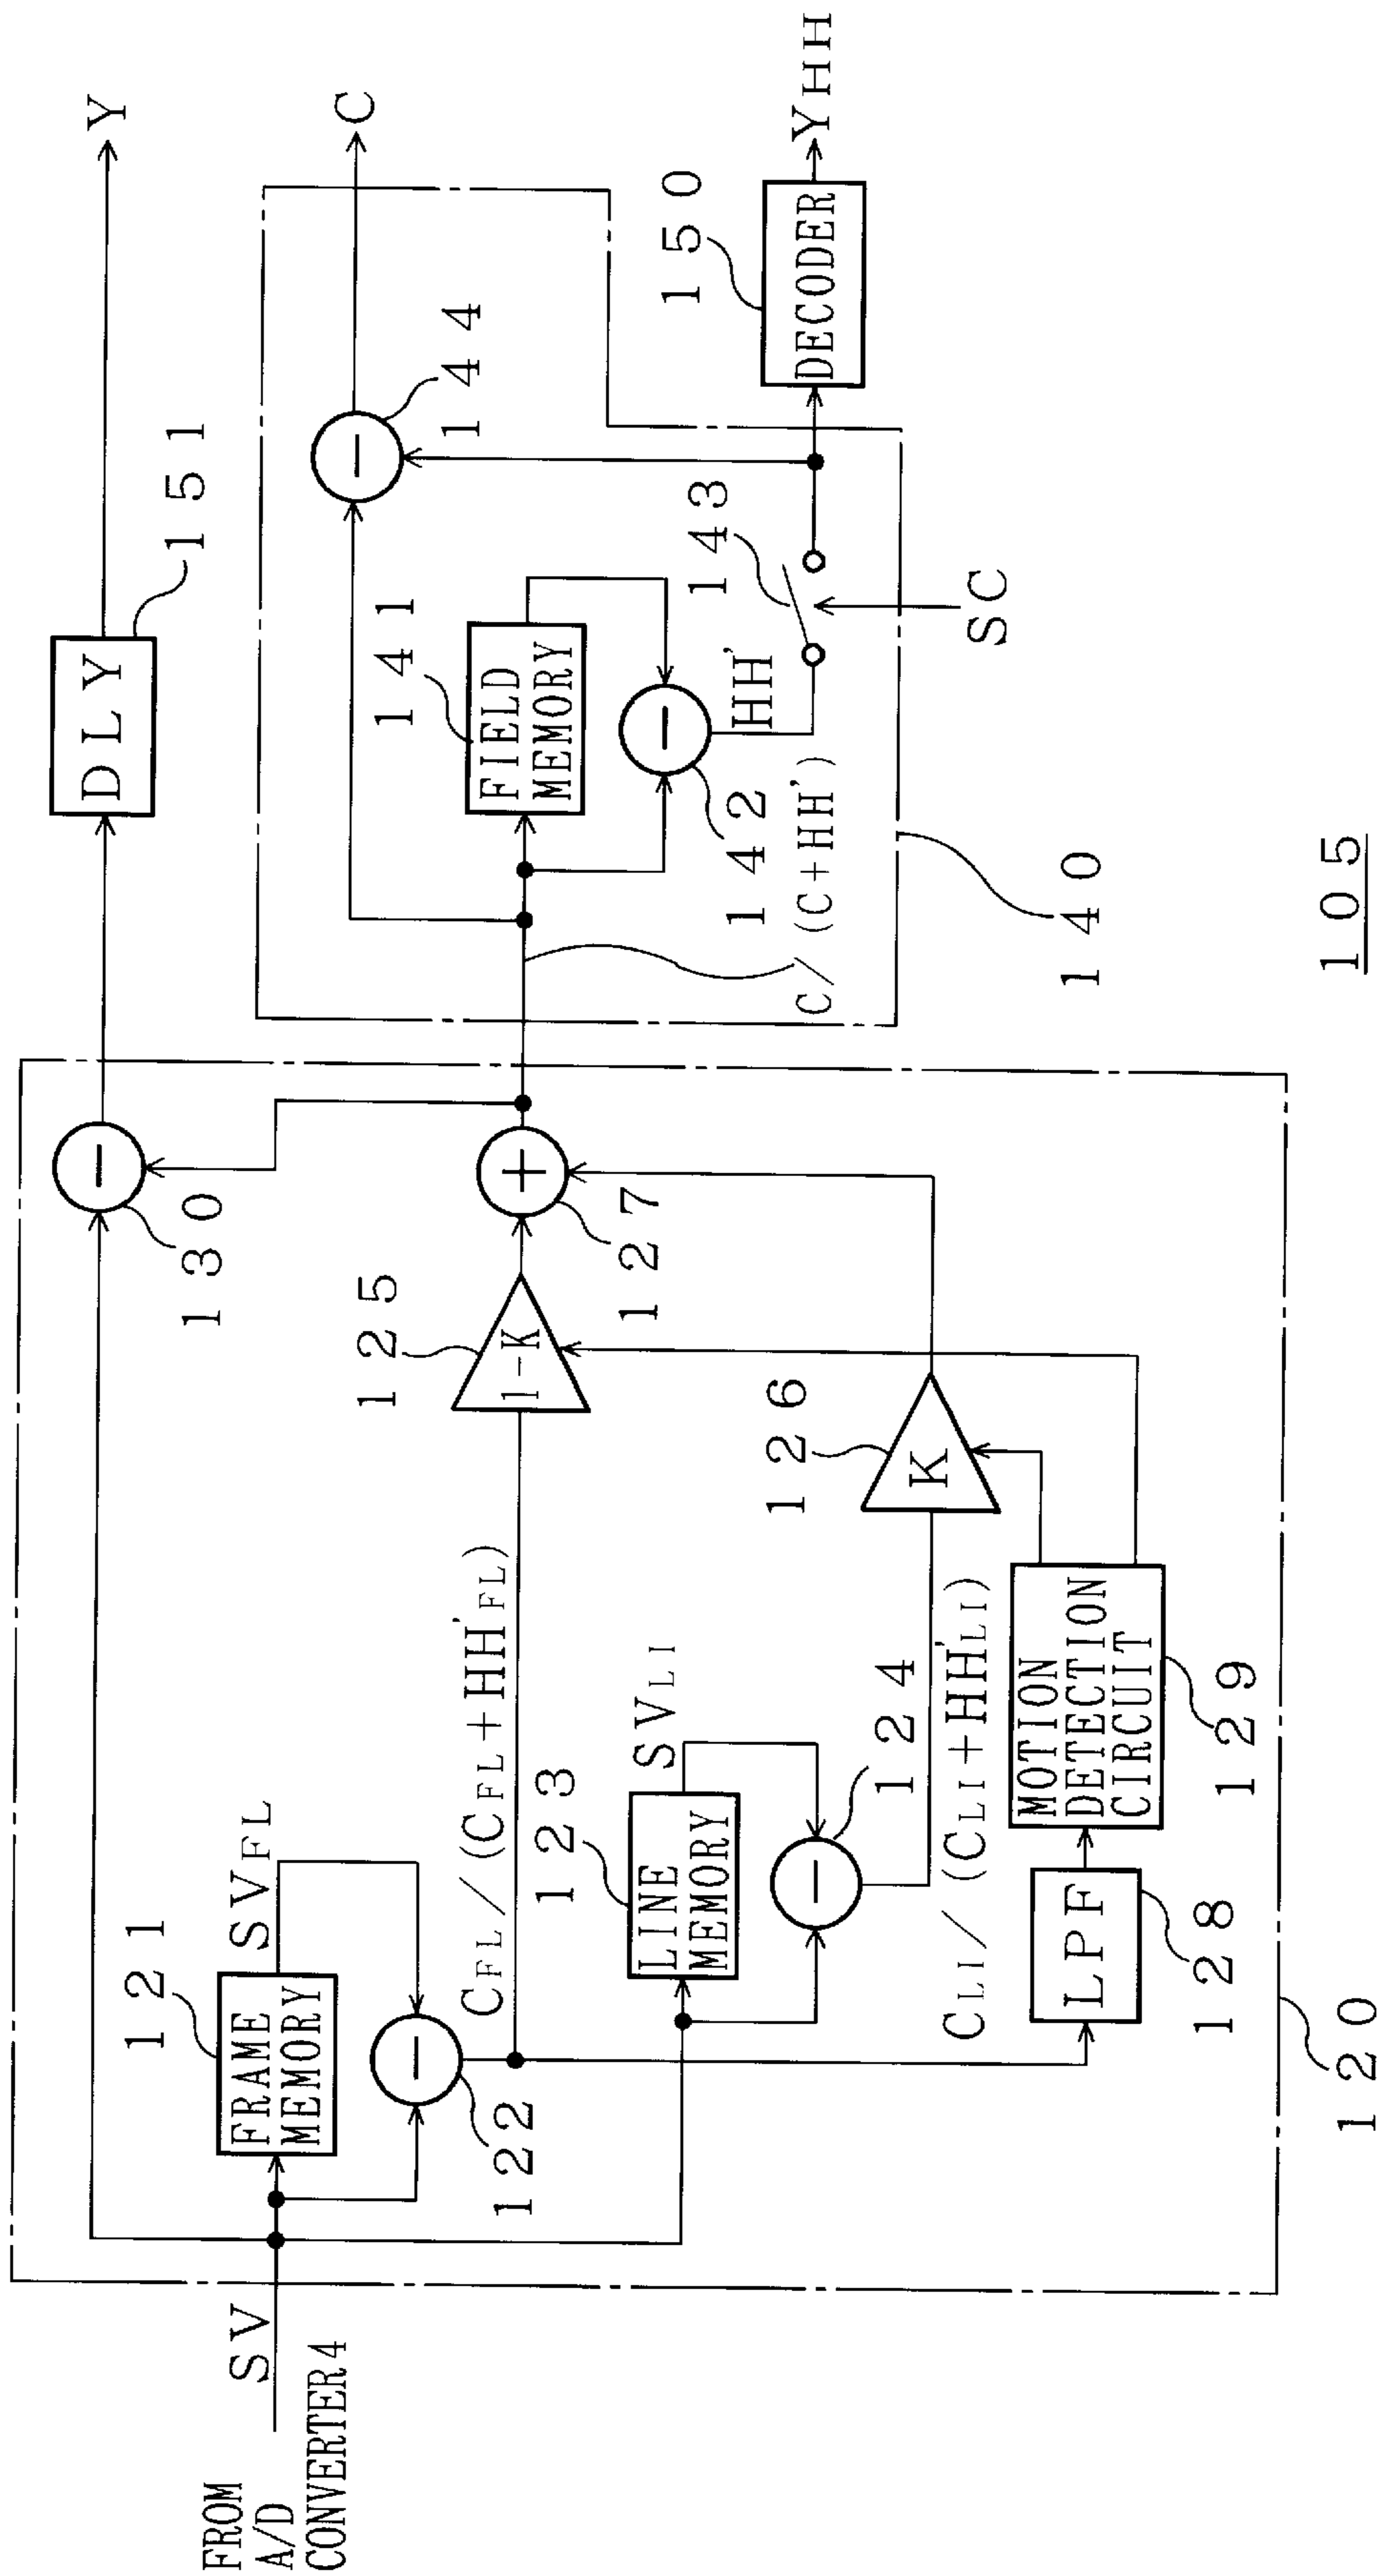 FROM
A/D
CONVERTER4
SV
121
SVFL
FRAME
MEMORY
122
CFL/(CFL+HH'FL)
123
SVLI
LINE
MEMORY
124
CLI/(CLI+HH'LI)
LPF
128
MOTION
DETECTION
CIRCUIT
129
125
1-K
126
K
127
+
130
−
120
DLY
151
Y
C/(C+HH')
141
FIELD
MEMORY
142
HH'
143
SC
144
C
140
150
DECODER
YHH
105